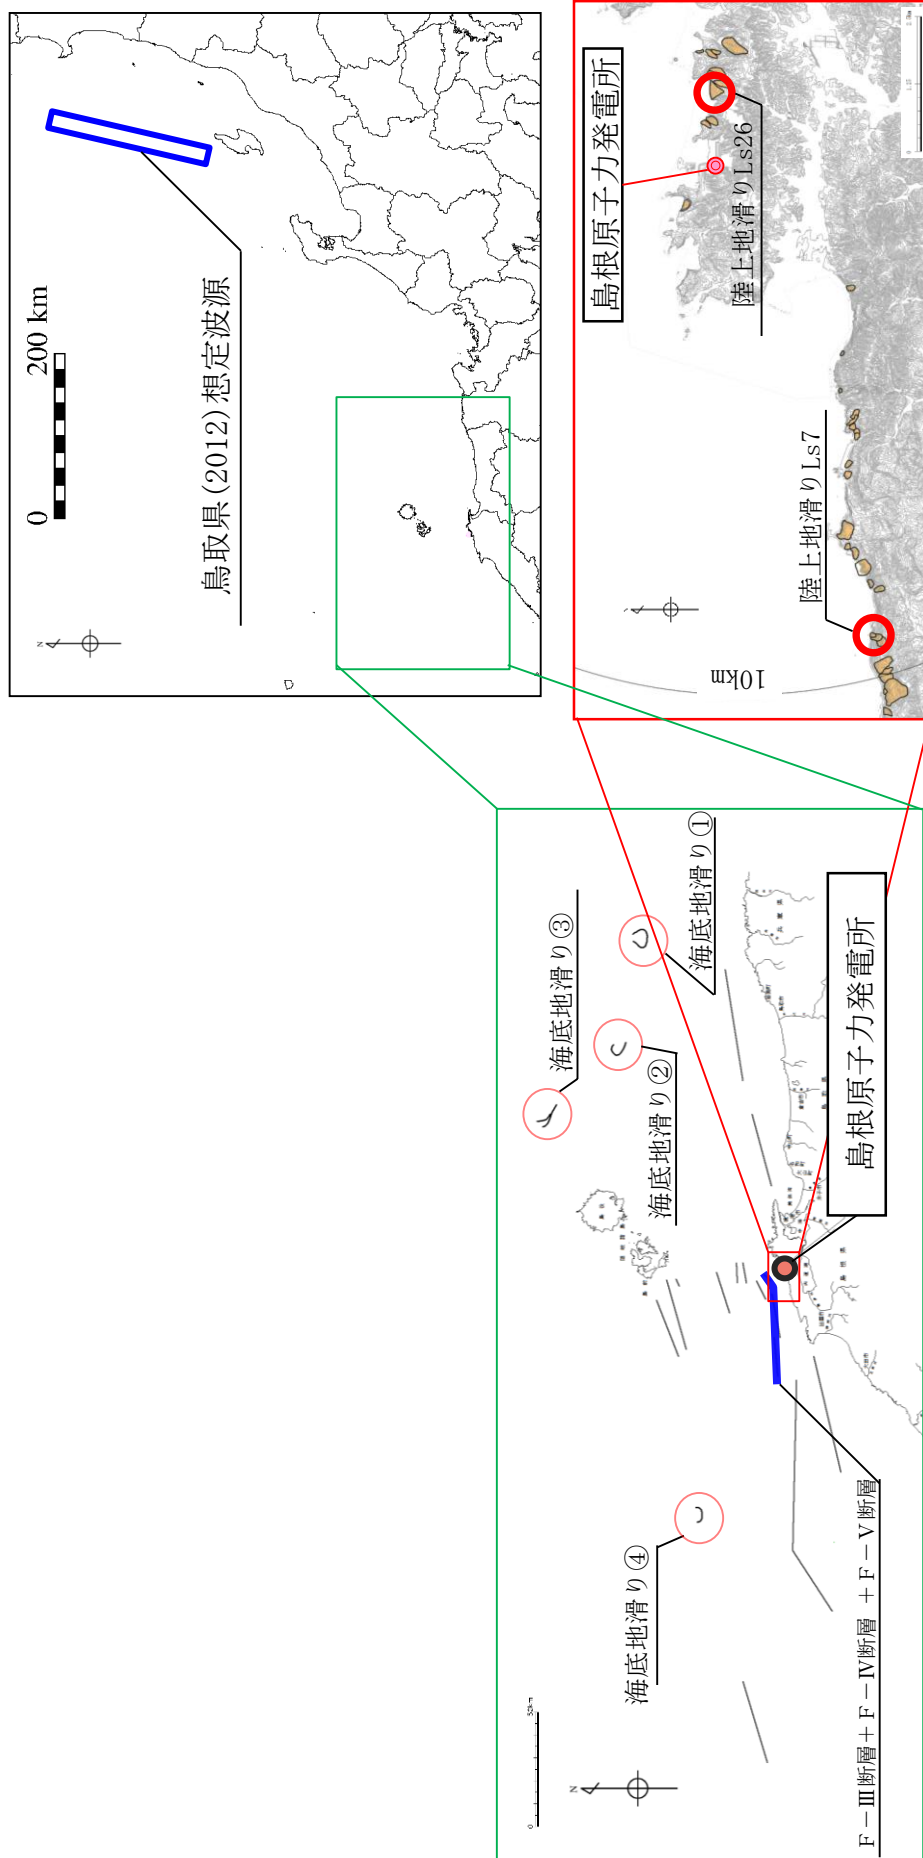 0 200 km
N
鳥取県(2012)想定波源
島根原子力発電所
陸上地滑りLs26
陸上地滑りLs7
10km
海底地滑り③
海底地滑り①
海底地滑り②
海底地滑り④
島根原子力発電所
F－Ⅲ断層＋F－Ⅳ断層＋F－Ⅴ断層
0 50km
N